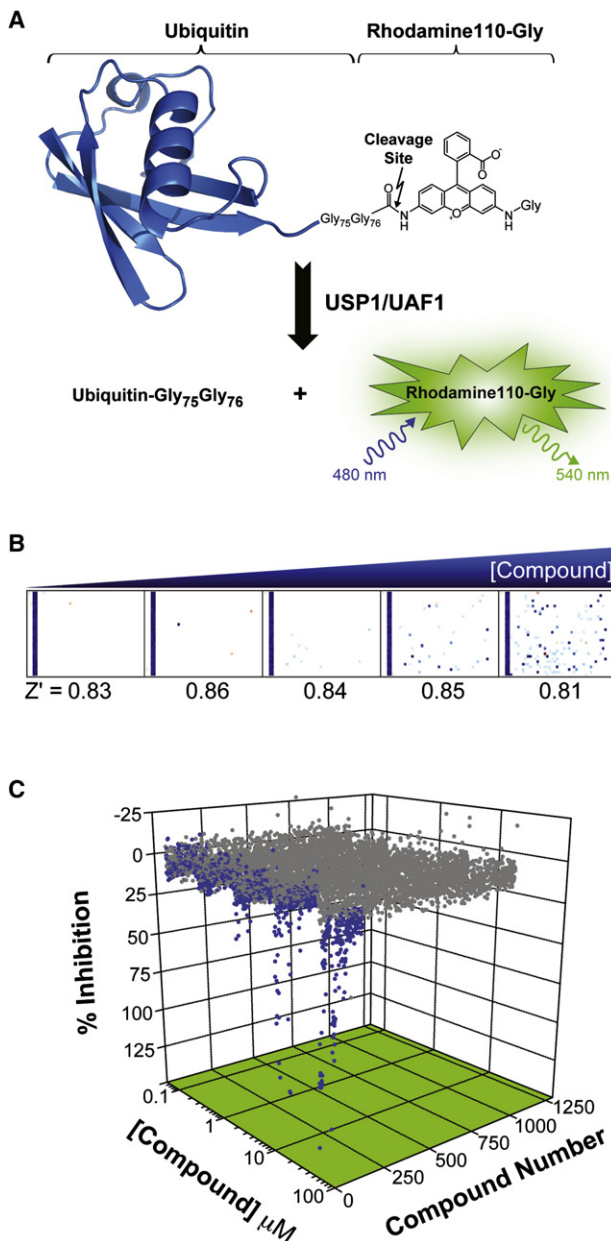 A
Ubiquitin
Rhodamine110-Gly
Cleavage
Site
O
O
O⁻
Gly₇₅Gly₇₆
N
H
O
+
N
H
Gly
USP1/UAF1
Ubiquitin-Gly₇₅Gly₇₆
+
Rhodamine110-Gly
480 nm
540 nm
B
[Compound]
Z' = 0.83
0.86
0.84
0.85
0.81
C
-25
0
25
50
75
100
125
% Inhibition
0.1
1
10
100
[Compound] μM
0
250
500
750
1000
1250
Compound Number